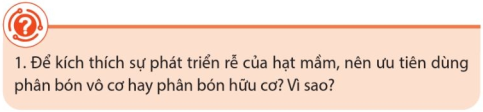 1. Để kích thích sự phát triển rễ của hạt mầm, nên ưu tiên dùng
phân bón vô cơ hay phân bón hữu cơ? Vì sao?